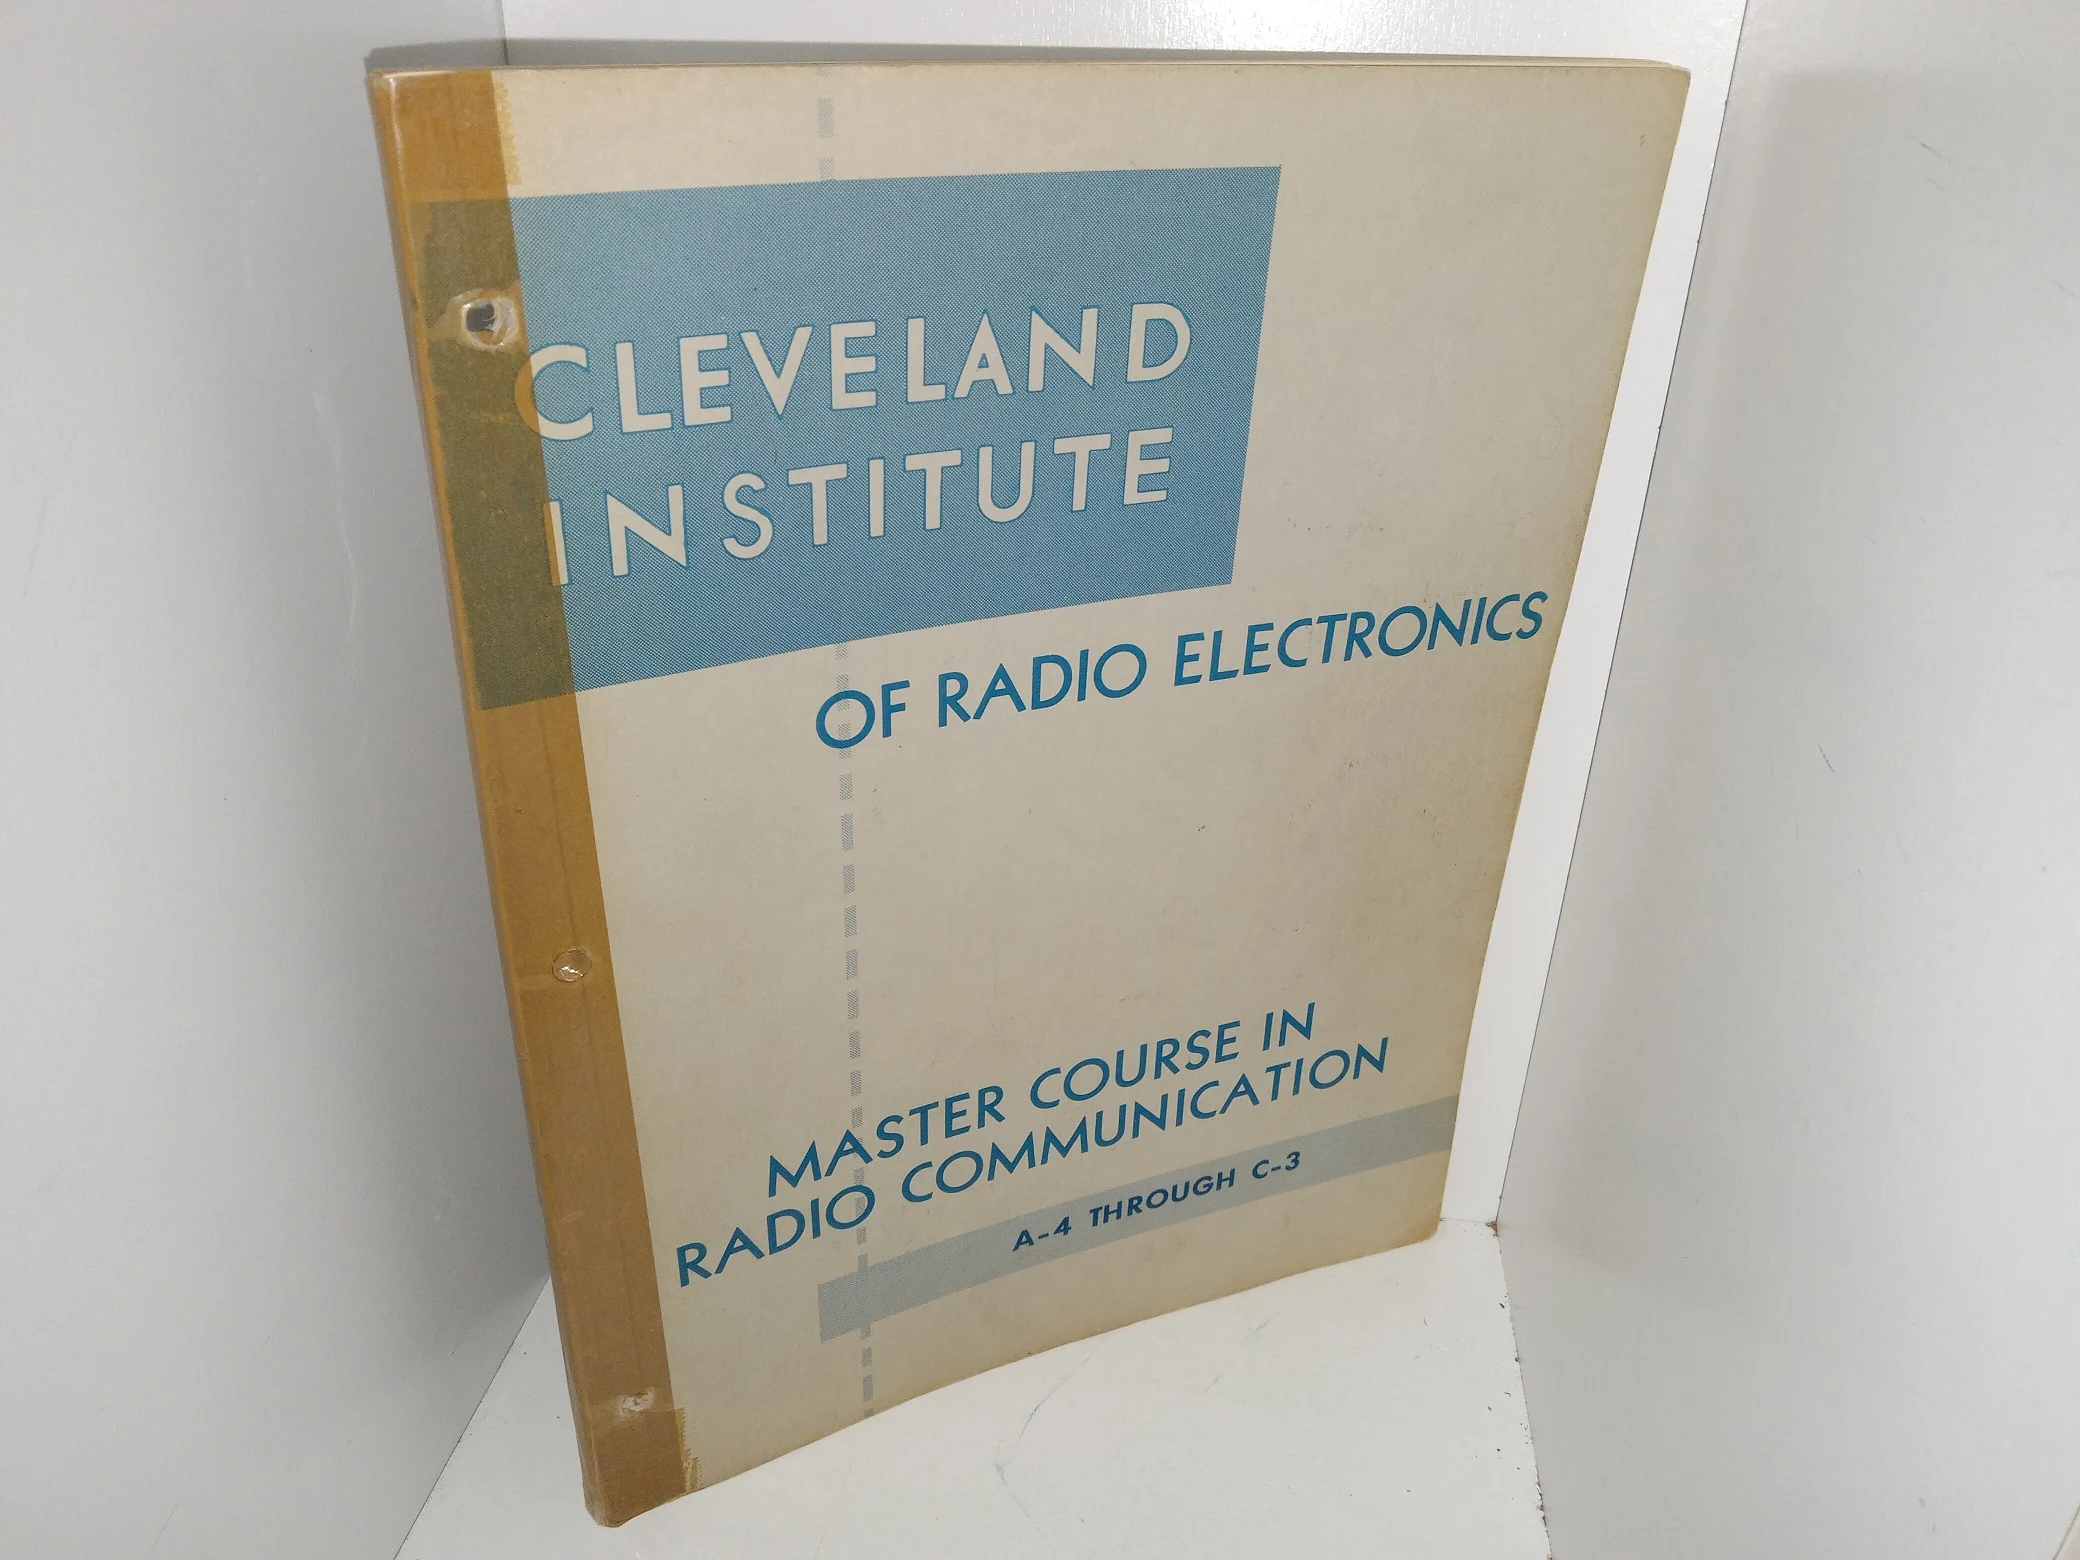 CLEVELAND
INSTITUTE
OF RADIO ELECTRONICS
MASTER COURSE IN
RADIO COMMUNICATION
A-4 THROUGH C-3